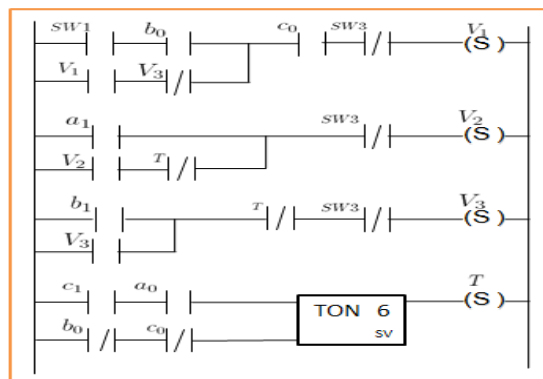 SW1 b₀ c₀ SW3 V₁
(S)
V₁ V₃
a₁ SW3 V₂
(S)
V₂ T
b₁ T SW3 V₃
(S)
V₃
c₁ a₀ T
(S)
TON 6
b₀ c₀
SV